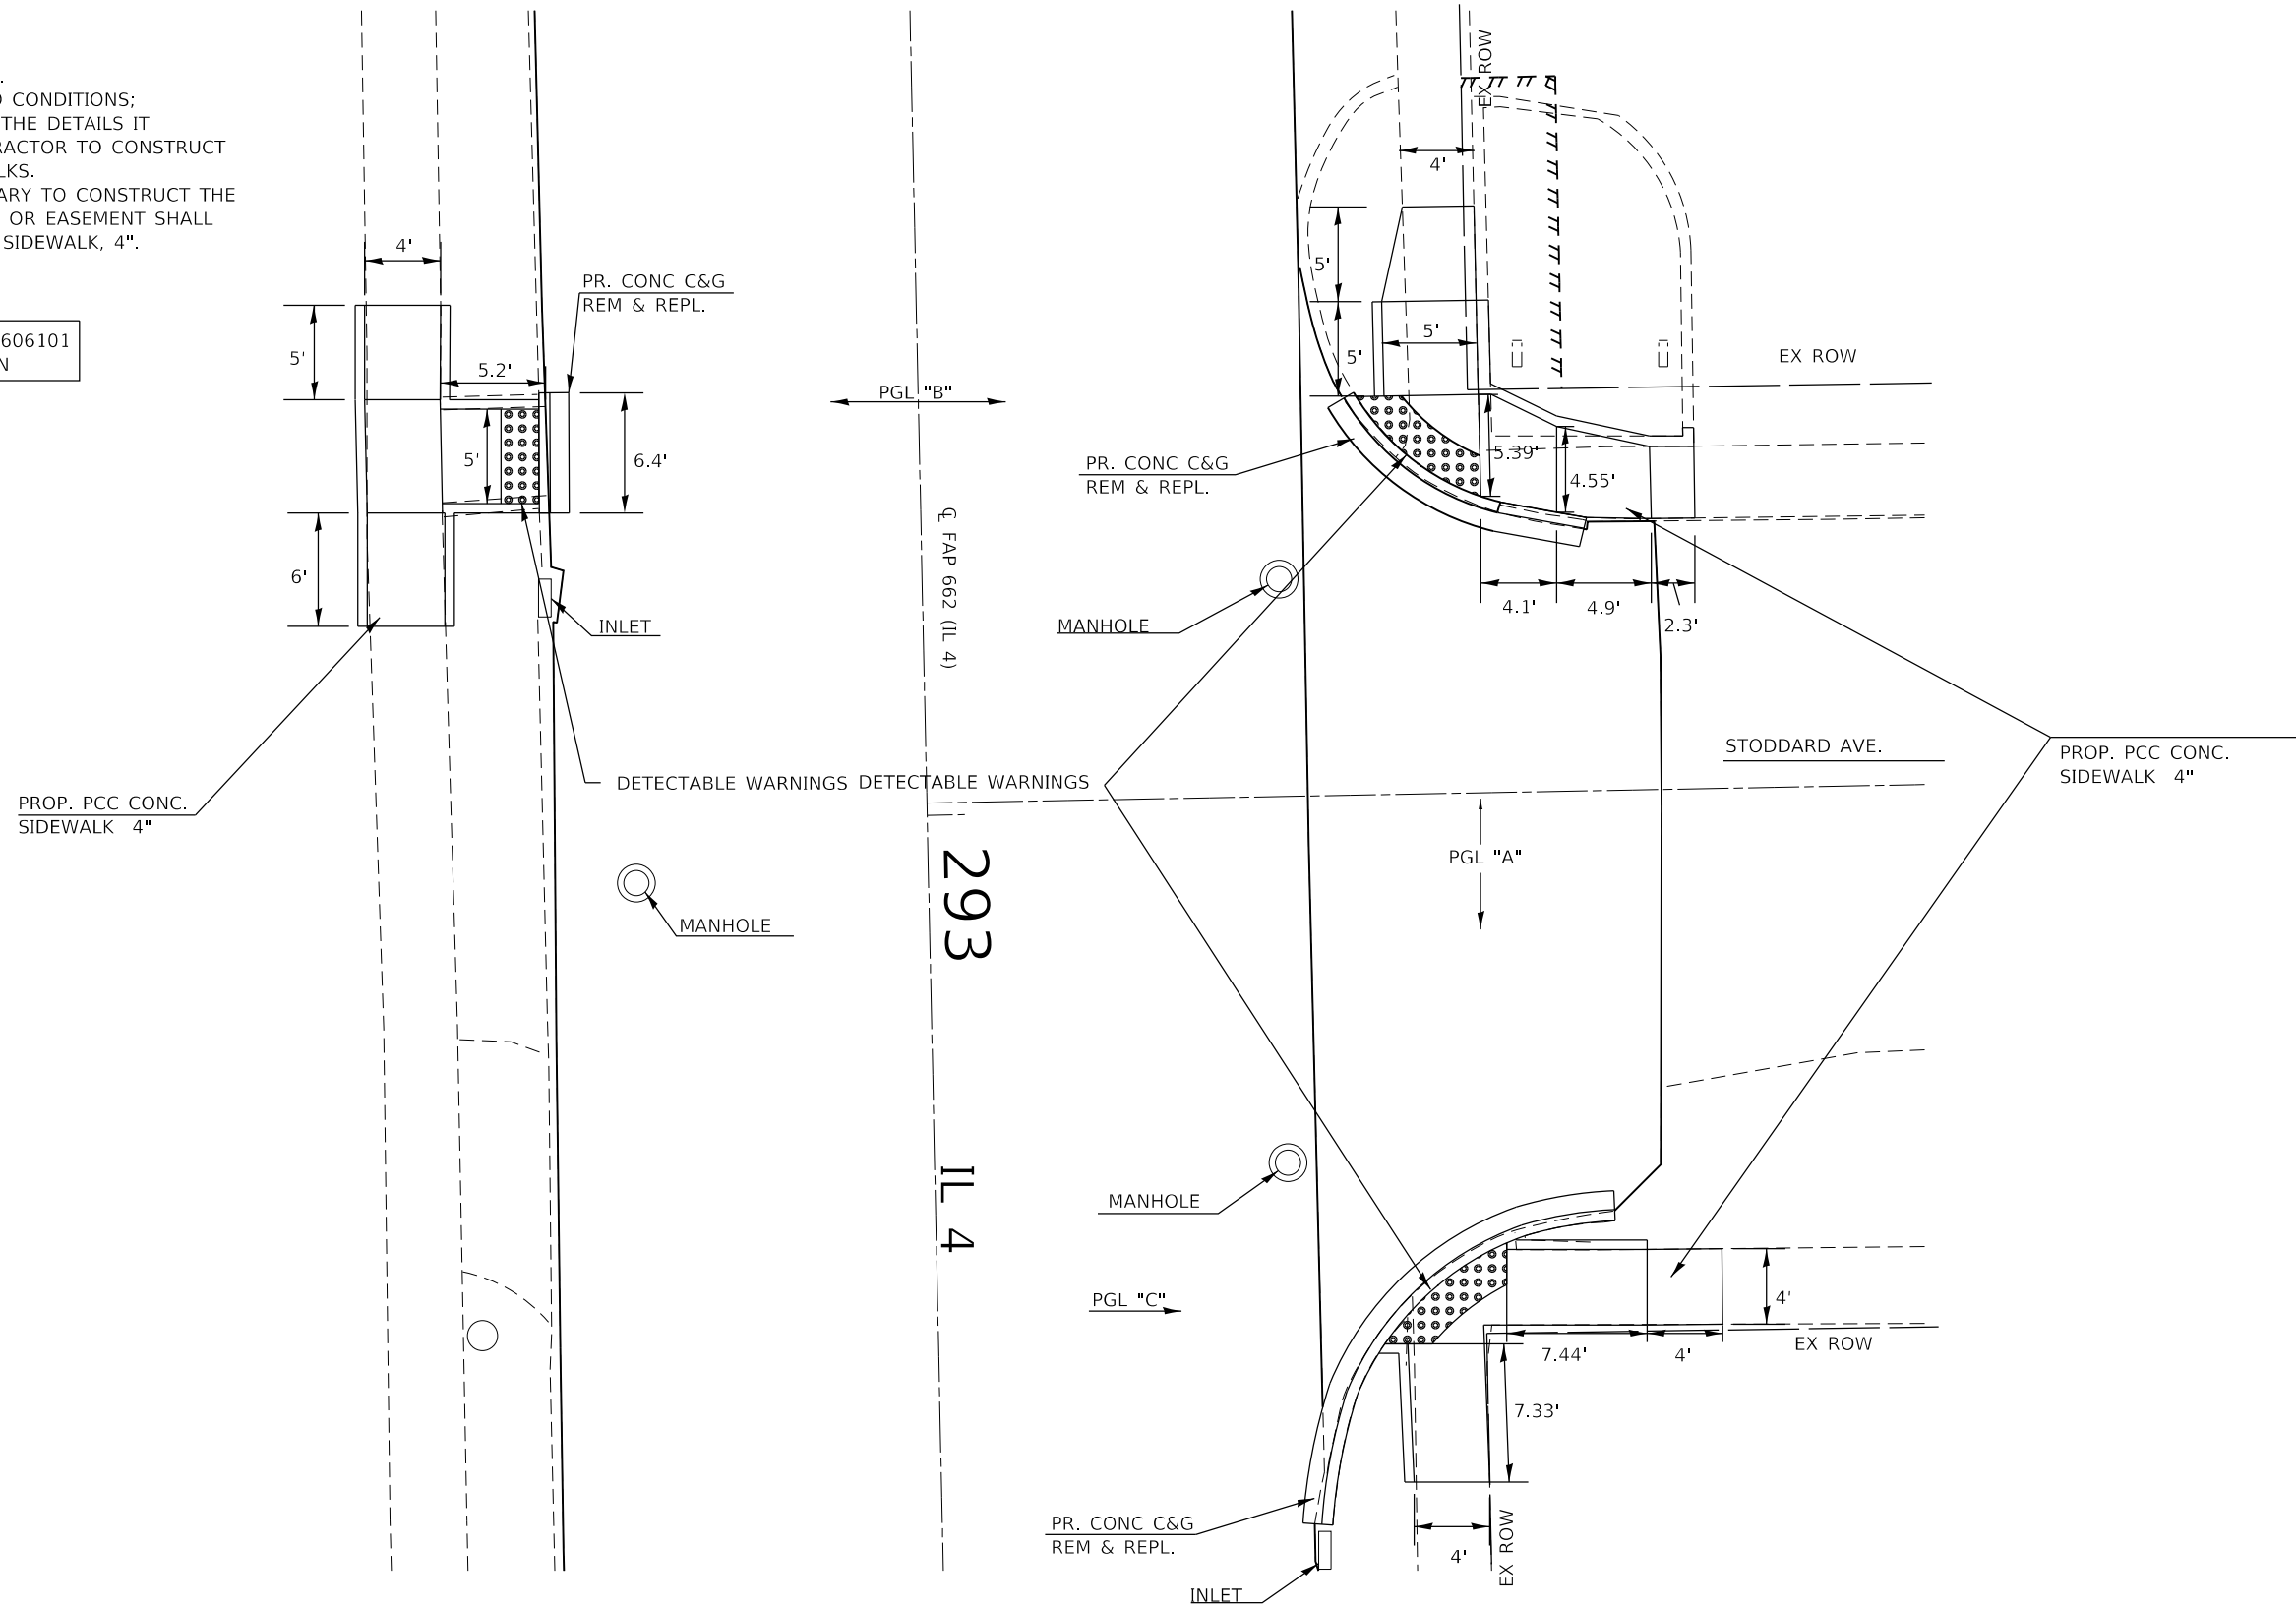 CONDITIONS;
THE DETAILS IT
TO CONSTRUCT
TO CONSTRUCT THE
OR EASEMENT SHALL
SIDEWALK, 4".
606101
4'
5'
5.2'
5'
6.4'
6'
PR. CONC C&G
REM & REPL.
INLET
PROP. PCC CONC.
SIDEWALK 4"
DETECTABLE WARNINGS
MANHOLE
PGL "B"
℄ FAP 662 (IL 4)
293
IL 4
EX ROW
4'
5'
5'
5'
EX ROW
PR. CONC C&G
REM & REPL.
5.39'
4.55'
4.1'
4.9'
2.3'
MANHOLE
DETECTABLE WARNINGS
STODDARD AVE.
PROP. PCC CONC.
SIDEWALK 4"
PGL "A"
MANHOLE
PGL "C"
4'
EX ROW
7.44'
4'
7.33'
PR. CONC C&G
REM & REPL.
4'
EX ROW
INLET